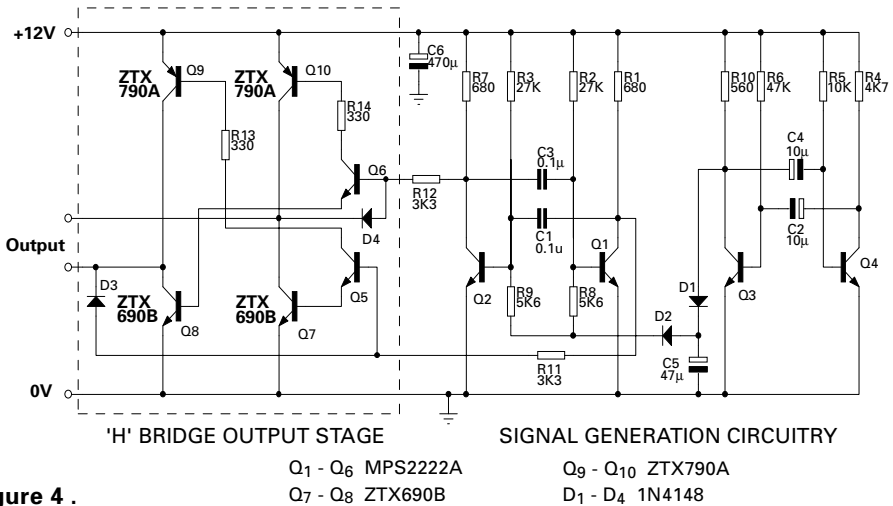 +12V
ZTX
790A
Q9
ZTX
790A
Q10
C6
470µ
R7
680
R3
27K
R2
27K
R1
680
R10
560
R6
47K
R5
10K
R4
4K7
R13
330
R14
330
Q6
R12
3K3
C3
0.1µ
C1
0.1u
C4
10µ
C2
10µ
D4
Output
D3
ZTX
690B
Q8
ZTX
690B
Q7
Q5
Q2
R9
5K6
R8
5K6
Q1
D1
D2
Q3
Q4
C5
47µ
R11
3K3
0V
'H' BRIDGE OUTPUT STAGE
SIGNAL GENERATION CIRCUITRY
Q1 - Q6 MPS2222A
Q9 - Q10 ZTX790A
Q7 - Q8 ZTX690B
D1 - D4 1N4148
gure 4 .